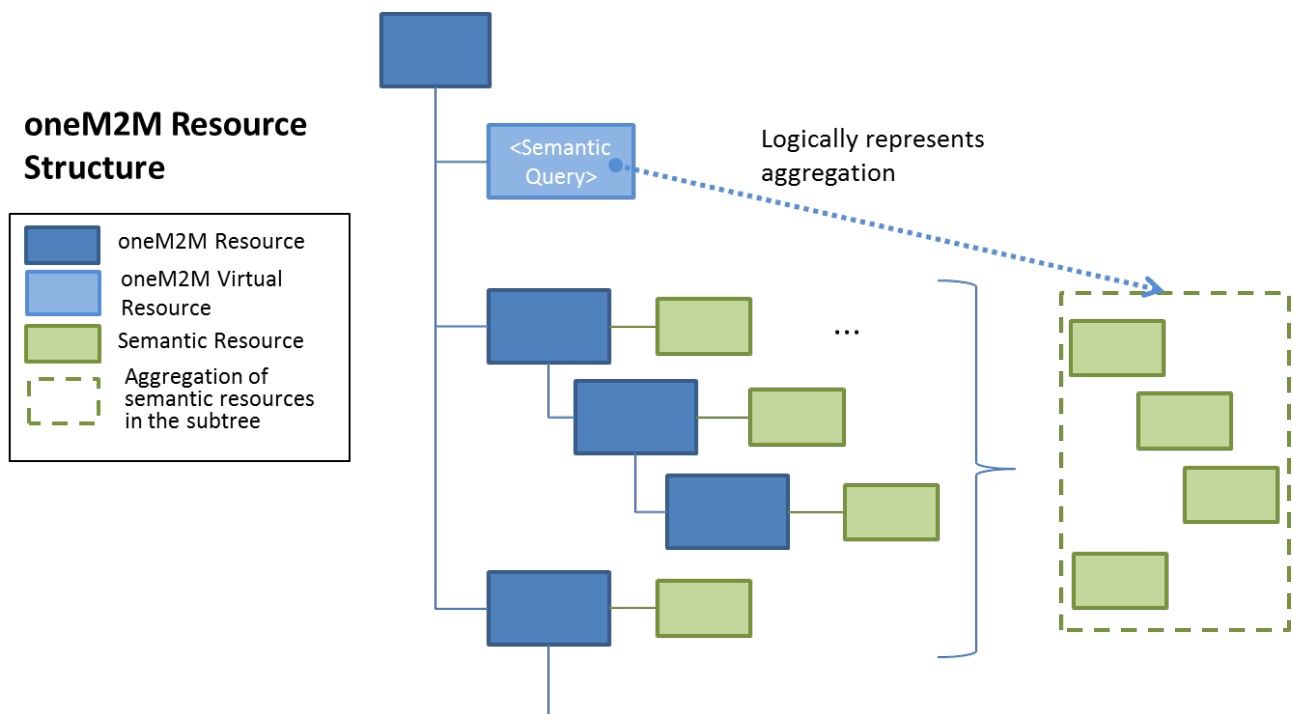 oneM2M Resource
Structure
oneM2M Resource
oneM2M Virtual
Resource
Semantic Resource
Aggregation of
semantic resources
in the subtree
<Semantic
Query>
Logically represents
aggregation
...